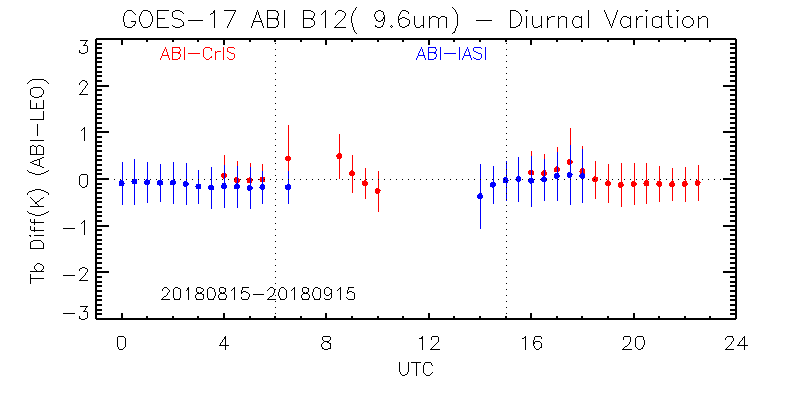 GOES-17 ABI B12( 9.6um) - Diurnal Variation
ABI-CrIS
ABI-IASI
Tb Diff(K) (ABI-LEO)
3
2
1
0
-1
-2
-3
20180815-20180915
0 4 8 12 16 20 24
UTC